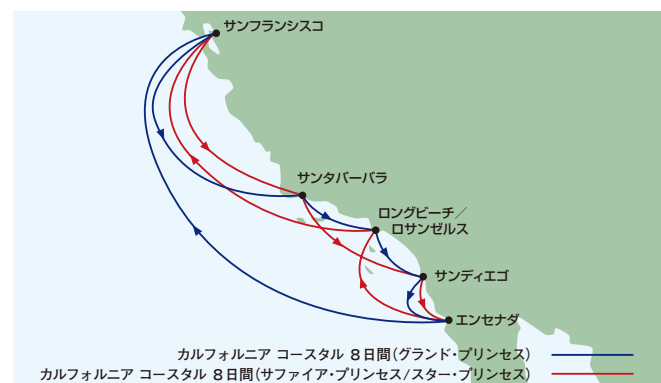 サンフランシスコ
サンタバーバラ
ロングビーチ／
ロサンゼルス
サンディエゴ
エンセナダ
カルフォルニア コースタル 8日間（グランド・プリンセス）
カルフォルニア コースタル 8日間（サファイア・プリンセス/スター・プリンセス）